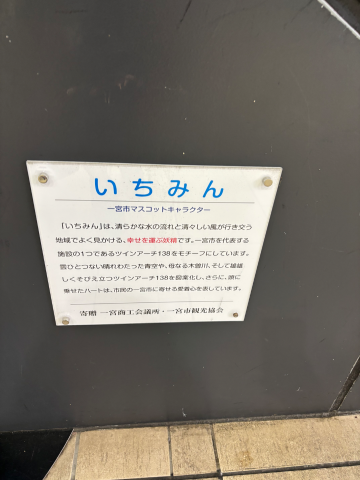 いちみん
一宮市マスコットキャラクター
「いちみん」は、清らかな水の流れと清々しい風が行き交う
地域でよく見かける、幸せを運ぶ妖精です。一宮市を代表する
施設の1つであるツインアーチ138をモチーフにしています。
雲ひとつない晴れわたった青空や、母なる木曽川、そして雄雄
しくそびえ立つツインアーチ138を図案化し、さらに、頭に
乗せたハートは、市民の一宮市に寄せる愛着心を表しています。
寄贈 一宮商工会議所・一宮市観光協会